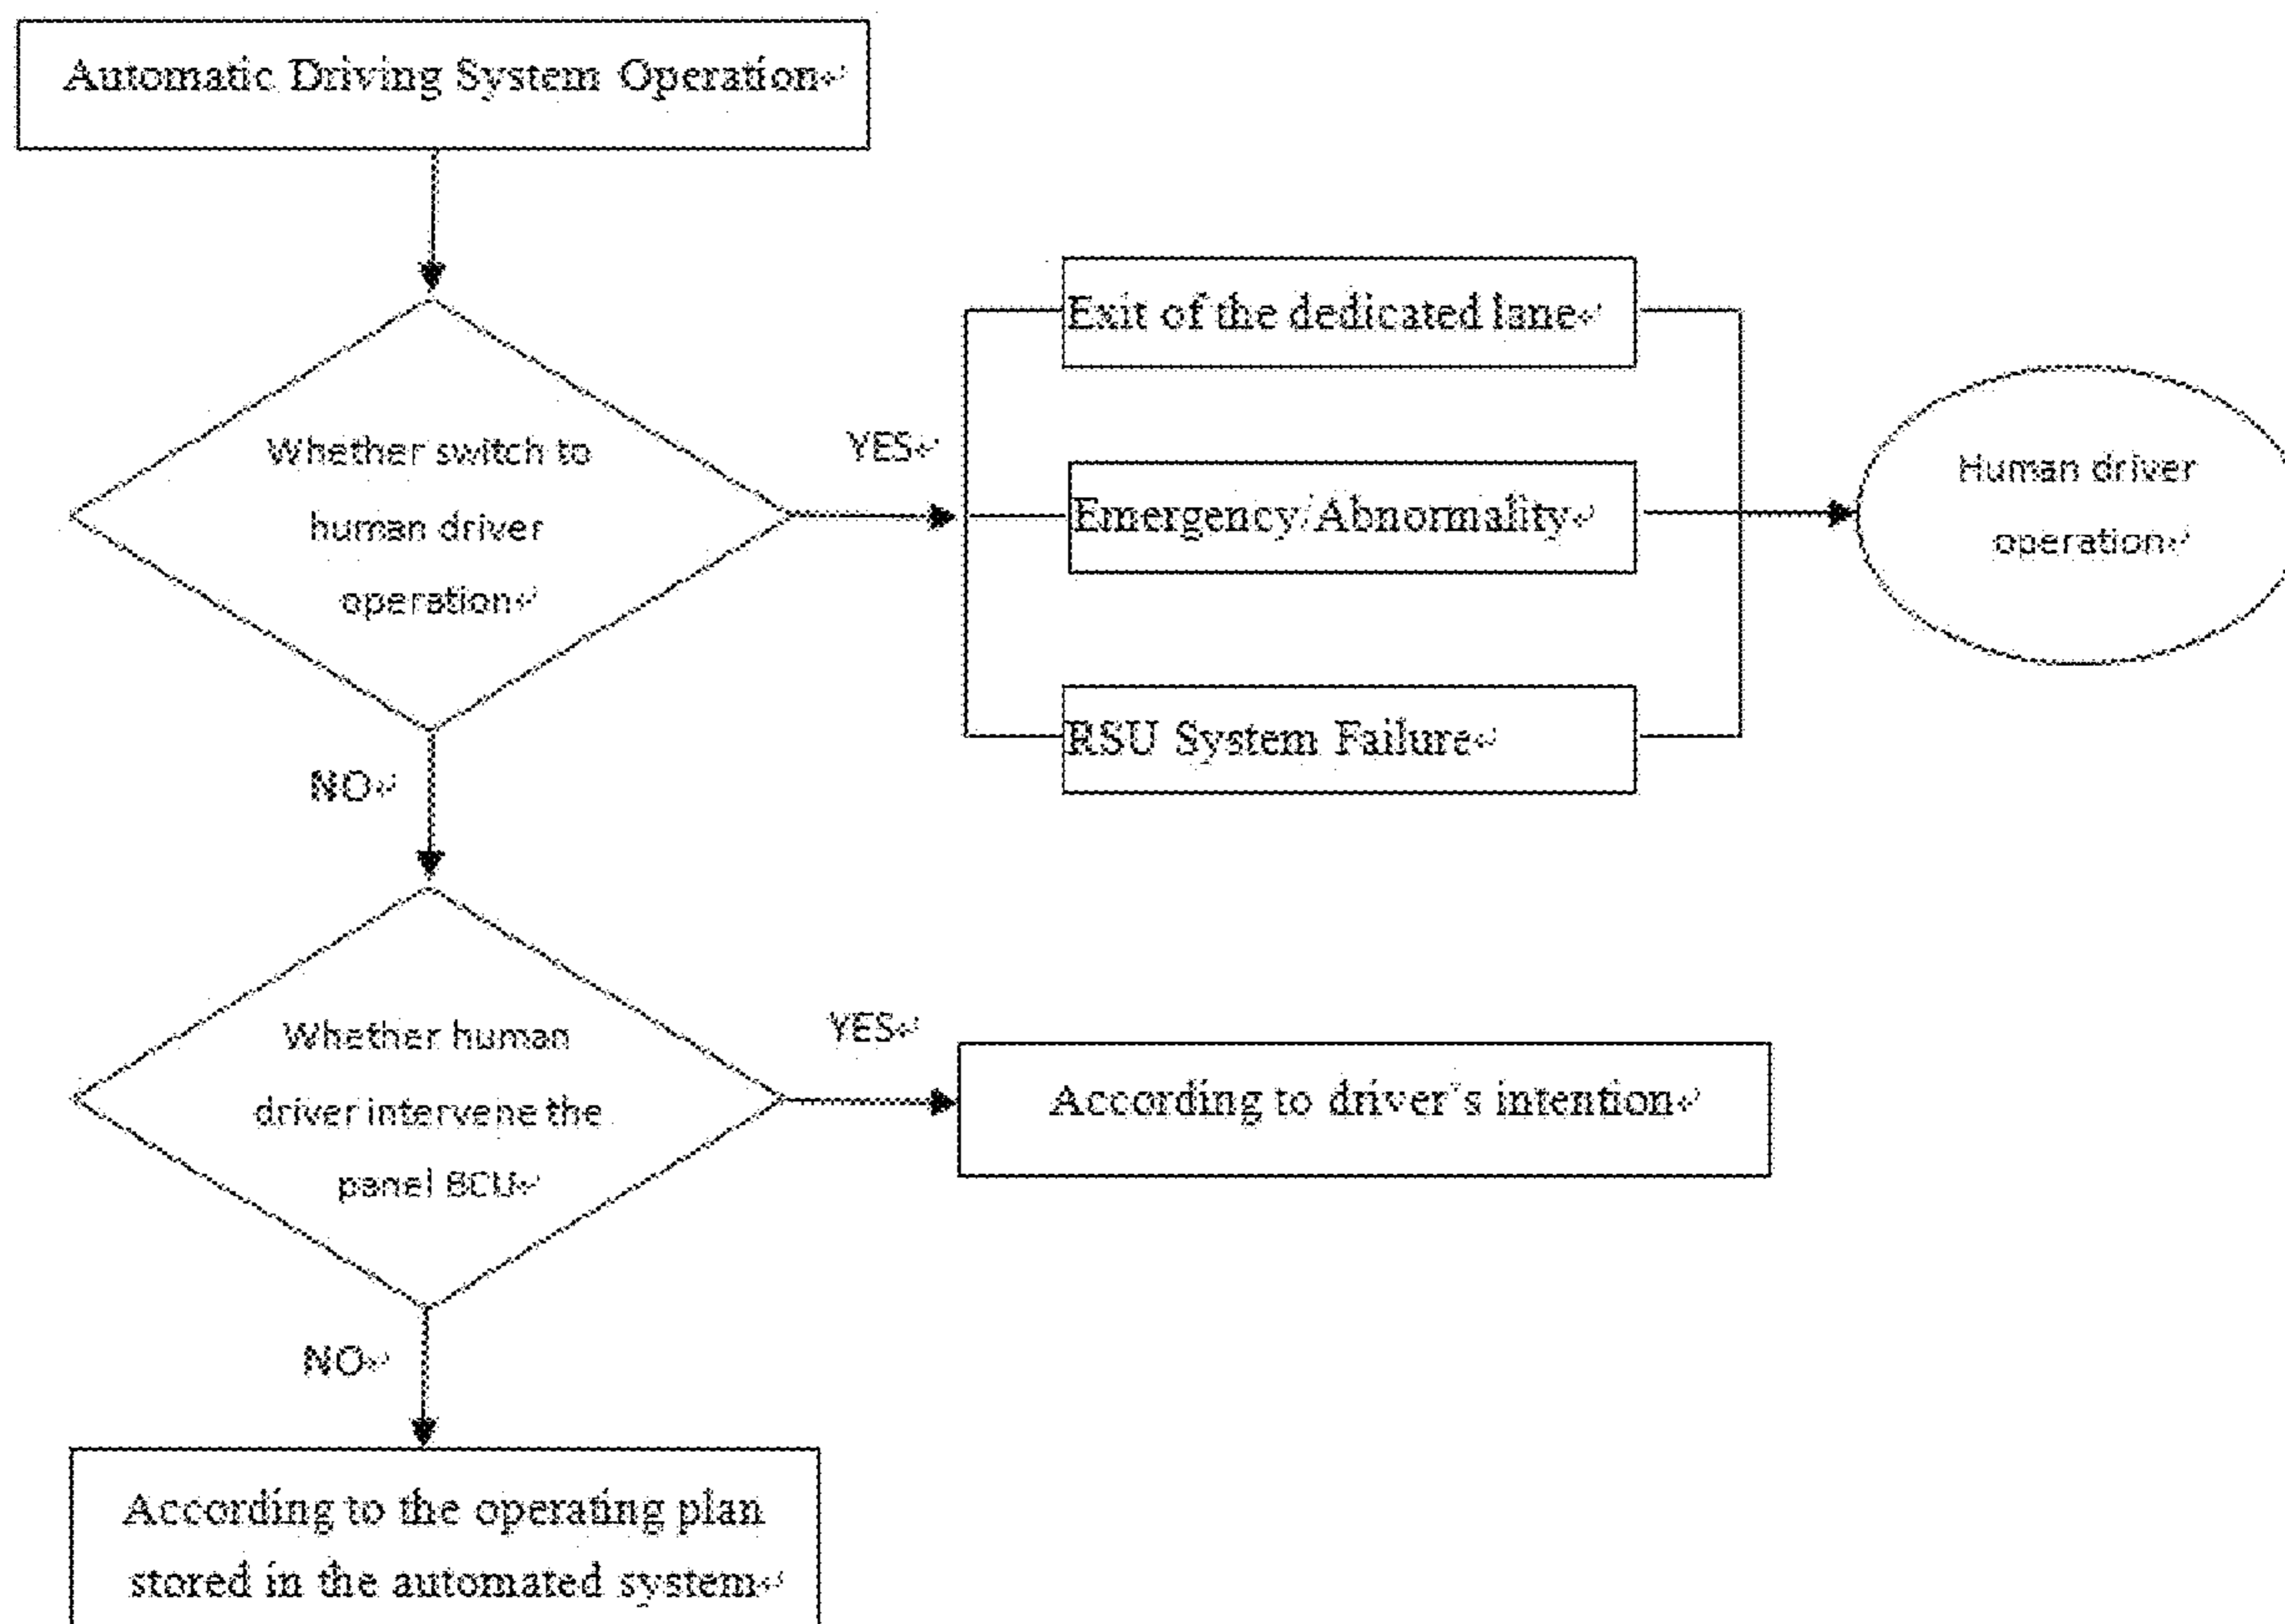 Automatic Driving System Operation
Whether switch to
human driver
operation
YES
Exit of the dedicated lane
Emergency/Abnormality
RSU System Failure
Human driver
operation
NO
Whether human
driver intervene the
panel BCU
YES
According to driver's intention
NO
According to the operating plan
stored in the automated system